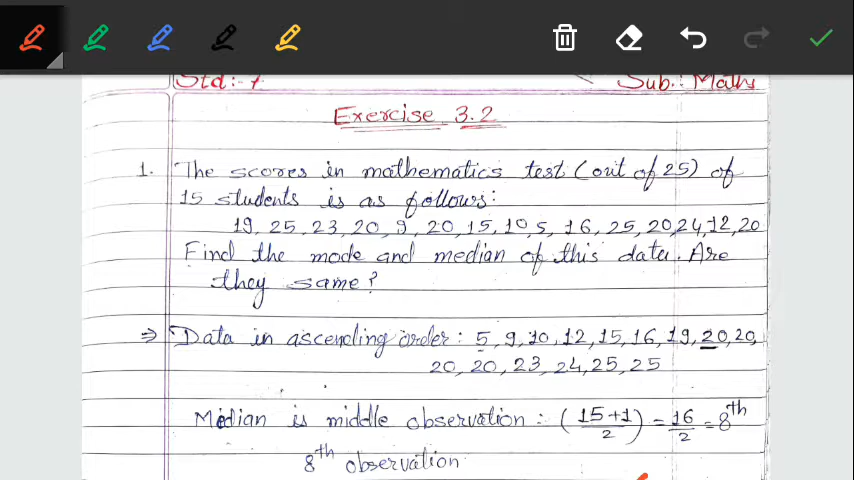 Std:- 7 Sub.: Maths
Exercise 3.2
1. The scores in mathematics test (out of 25) of
15 students is as follows:
19, 25, 23, 20, 9, 20, 15, 10, 5, 16, 25, 20, 24, 12, 20
Find the mode and median of this data. Are
they same?
⇒ Data in ascending order: 5, 9, 10, 12, 15, 16, 19, 20, 20,
20, 20, 23, 24, 25, 25
Median is middle observation: (15+1/2) = 16/2 = 8th
8th observation